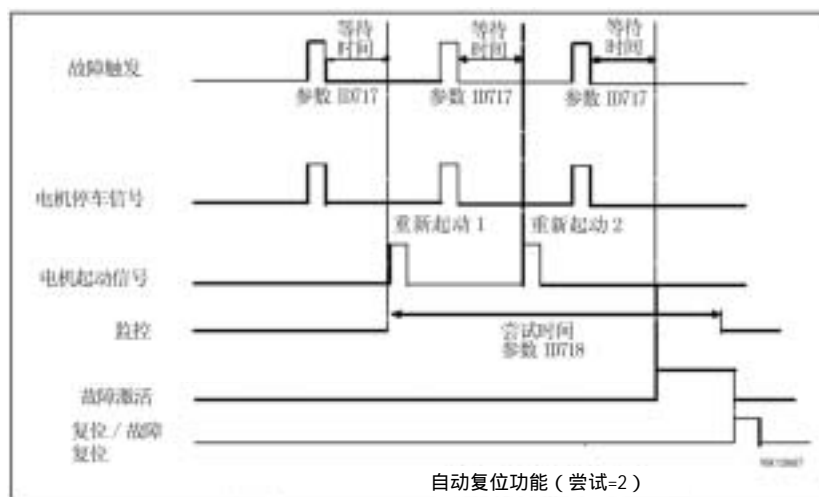 等待
时间
等待
时间
等待
时间
故障触发
参数 ID717
参数 ID717
参数 ID717
电机停车信号
重新起动 1
重新起动 2
电机起动信号
监控
尝试时间
参数 ID718
故障激活
复位 / 故障
复位
自动复位功能（尝试=2）